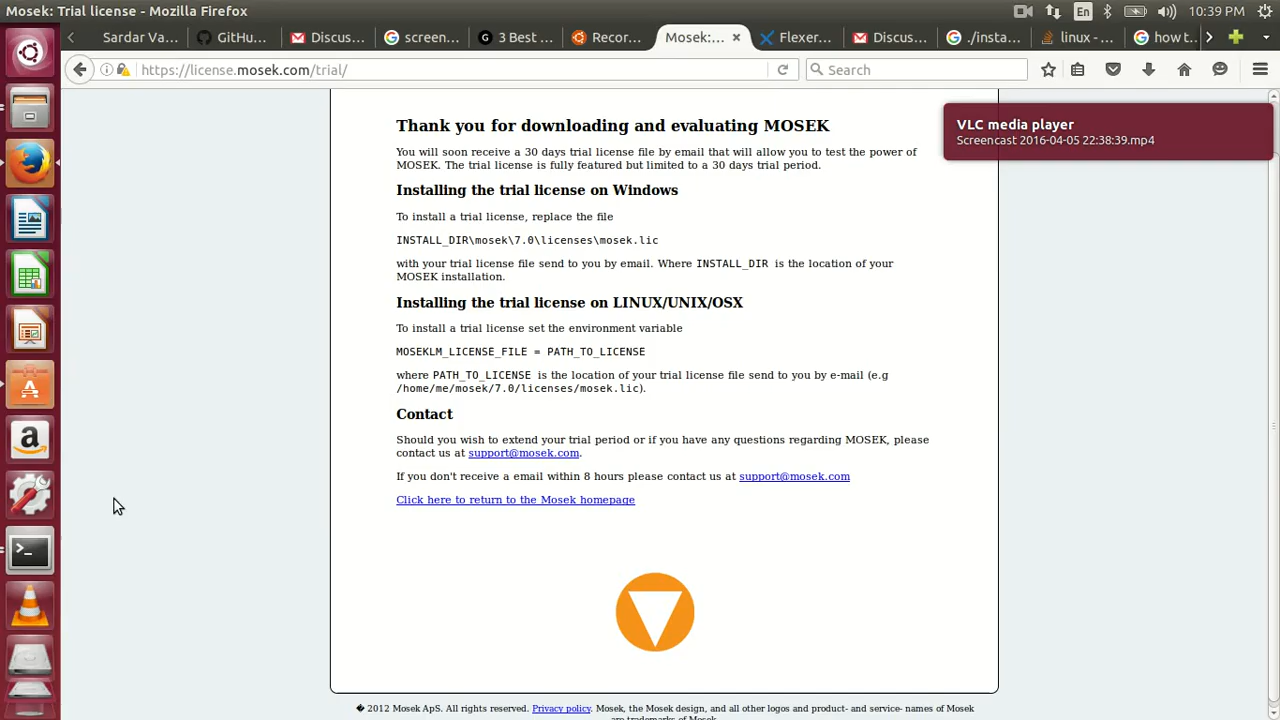 Mosek: Trial license - Mozilla Firefox
En
10:39 PM
Sardar Va...
GitHu...
Discus...
screen...
3 Best ...
Recor...
Mosek:...
Flexer...
Discus...
./insta...
linux - ...
how t...
https://license.mosek.com/trial/
Search
VLC media player
Screencast 2016-04-05 22:38:39.mp4
Thank you for downloading and evaluating MOSEK
You will soon receive a 30 days trial license file by email that will allow you to test the power of
MOSEK. The trial license is fully featured but limited to a 30 days trial period.
Installing the trial license on Windows
To install a trial license, replace the file
INSTALL_DIR\mosek\7.0\licenses\mosek.lic
with your trial license file send to you by email. Where INSTALL_DIR is the location of your
MOSEK installation.
Installing the trial license on LINUX/UNIX/OSX
To install a trial license set the environment variable
MOSEKLM_LICENSE_FILE = PATH_TO_LICENSE
where PATH_TO_LICENSE is the location of your trial license file send to you by e-mail (e.g
/home/me/mosek/7.0/licenses/mosek.lic).
Contact
Should you wish to extend your trial period or if you have any questions regarding MOSEK, please
contact us at support@mosek.com.
If you don't receive a email within 8 hours please contact us at support@mosek.com
Click here to return to the Mosek homepage
� 2012 Mosek ApS. All rights reserved. Privacy policy. Mosek, the Mosek design, and all other logos and product- and service- names of Mosek
are trademarks of Mosek